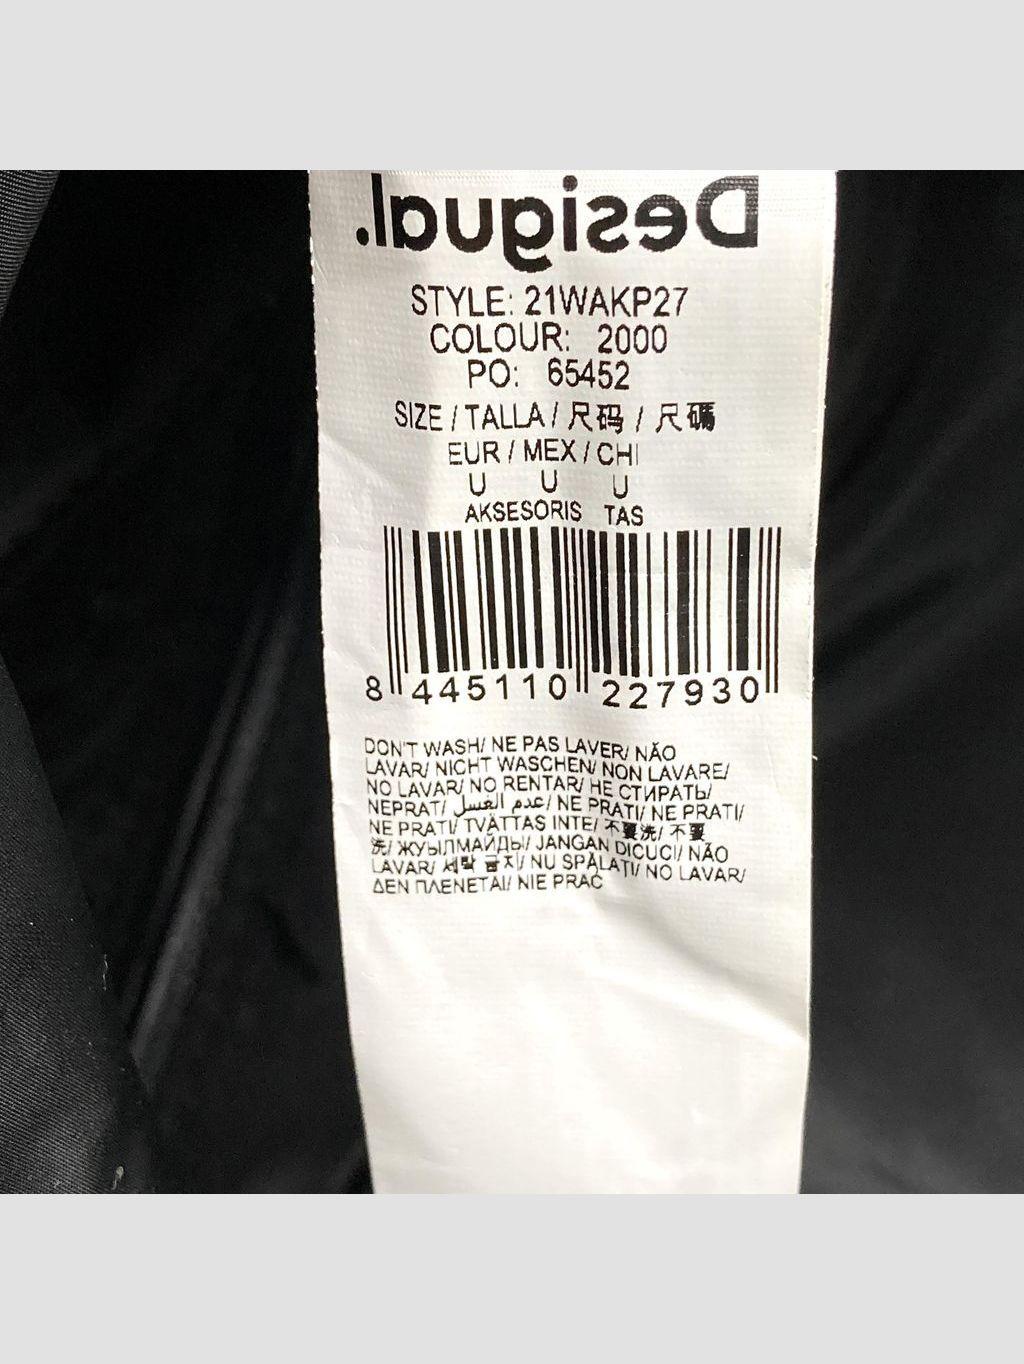 Desigual.
STYLE: 21WAKP27
COLOUR: 2000
PO: 65452
SIZE / TALLA / 尺码 / 尺碼
EUR / MEX / CHI
U U U
AKSESORIS TAS
8 445110 227930
DON'T WASH/ NE PAS LAVER/ NÃO
LAVAR/ NICHT WASCHEN/ NON LAVARE/
NO LAVAR/ NO RENTAR/ НЕ СТИРАТЬ/
NEPRAT/ عدم الغسل/ NE PRATI/ NE PRATI/
NE PRATI/ TVÄTTAS INTE/ 不要洗/ 不要
洗/ ЖУЫЛМАЙДЫ/ JANGAN DICUCI/ NÃO
LAVAR/ 세탁 금지/ NU SPĂLAȚI/ NO LAVAR/
ΔΕΝ ΠΛΕΝΕΤΑΙ/ NIE PRAĆ